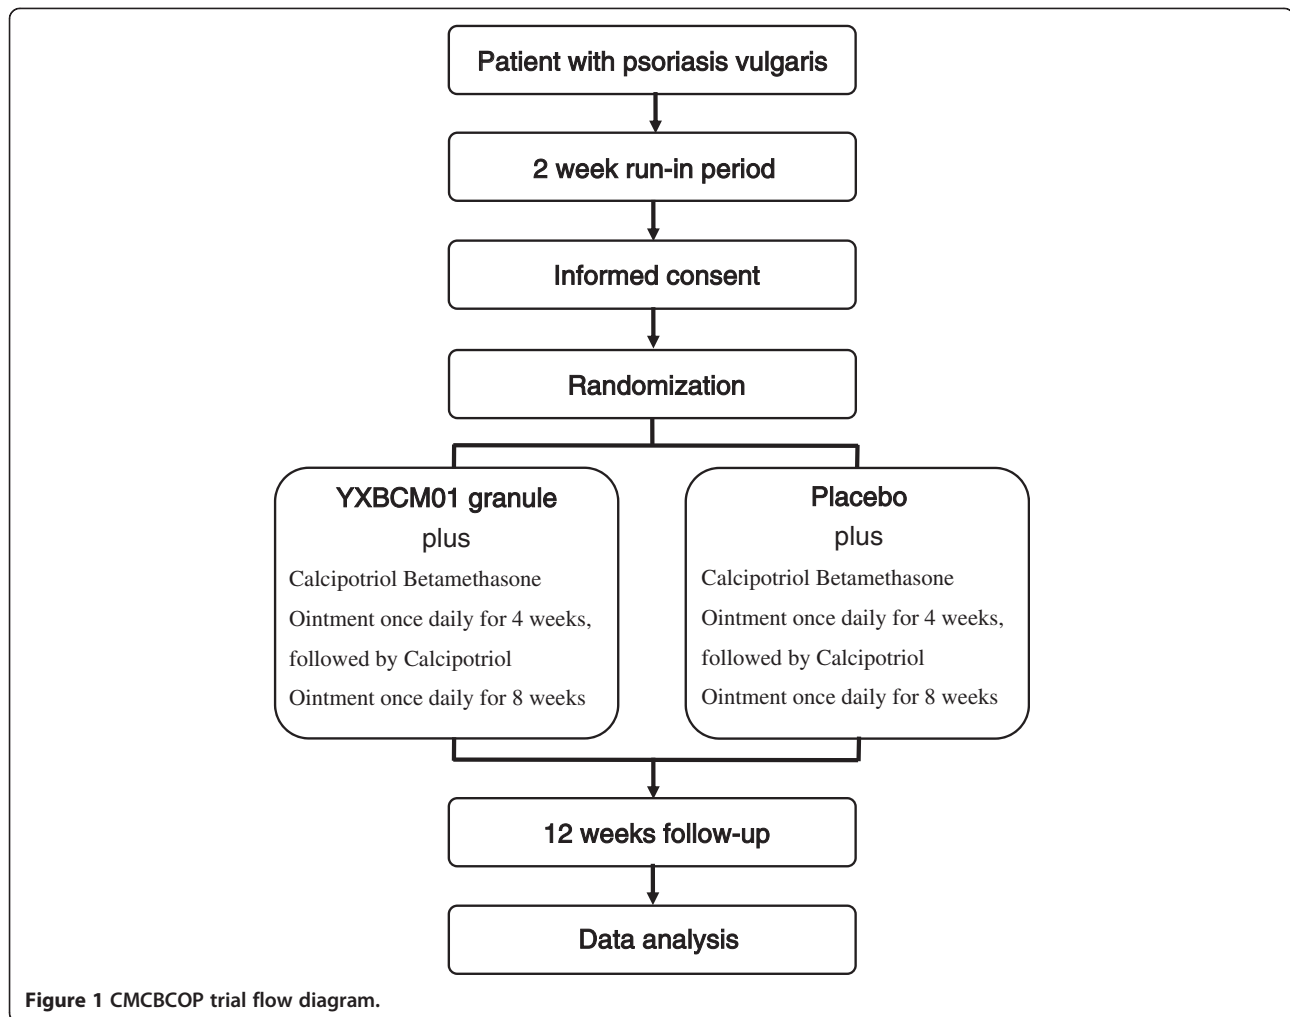 Patient with psoriasis vulgaris
2 week run-in period
Informed consent
Randomization
YXBCM01 granule
plus
Calcipotriol Betamethasone
Ointment once daily for 4 weeks,
followed by Calcipotriol
Ointment once daily for 8 weeks
Placebo
plus
Calcipotriol Betamethasone
Ointment once daily for 4 weeks,
followed by Calcipotriol
Ointment once daily for 8 weeks
12 weeks follow-up
Data analysis
Figure 1 CMCBCOP trial flow diagram.